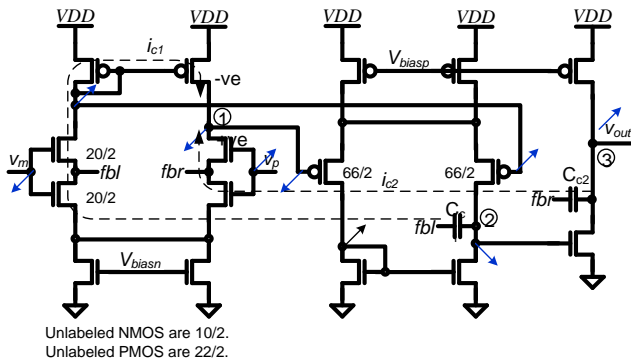 VDD VDD VDD VDD VDD
i_c1
-ve
V_biasp
①
+ve
v_out
v_m
20/2
fbl
fbr
v_p
66/2
66/2
③
20/2
i_c2
C_c2
fbr
C_c
fbl
②
V_biasn
Unlabeled NMOS are 10/2.
Unlabeled PMOS are 22/2.